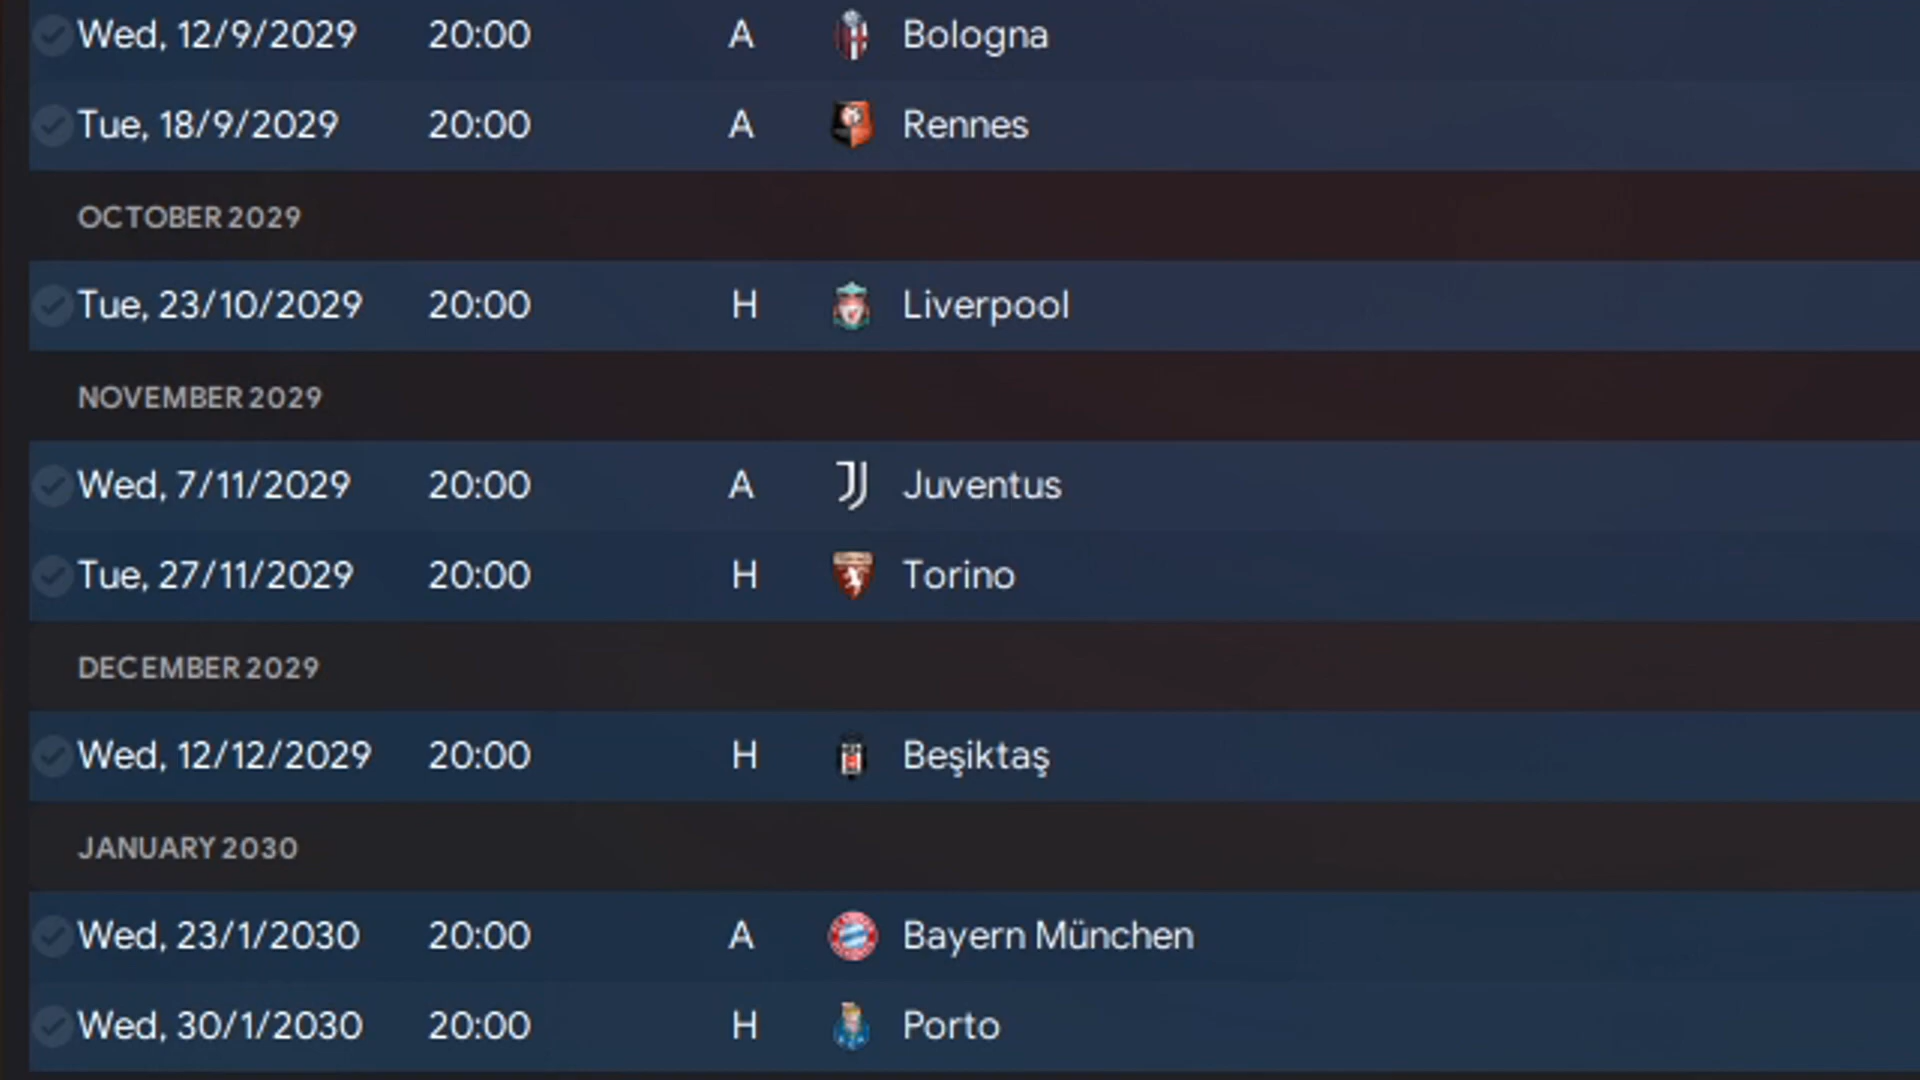 Wed, 12/9/2029 20:00 A Bologna
Tue, 18/9/2029 20:00 A Rennes
OCTOBER 2029
Tue, 23/10/2029 20:00 H Liverpool
NOVEMBER 2029
Wed, 7/11/2029 20:00 A Juventus
Tue, 27/11/2029 20:00 H Torino
DECEMBER 2029
Wed, 12/12/2029 20:00 H Beşiktaş
JANUARY 2030
Wed, 23/1/2030 20:00 A Bayern München
Wed, 30/1/2030 20:00 H Porto